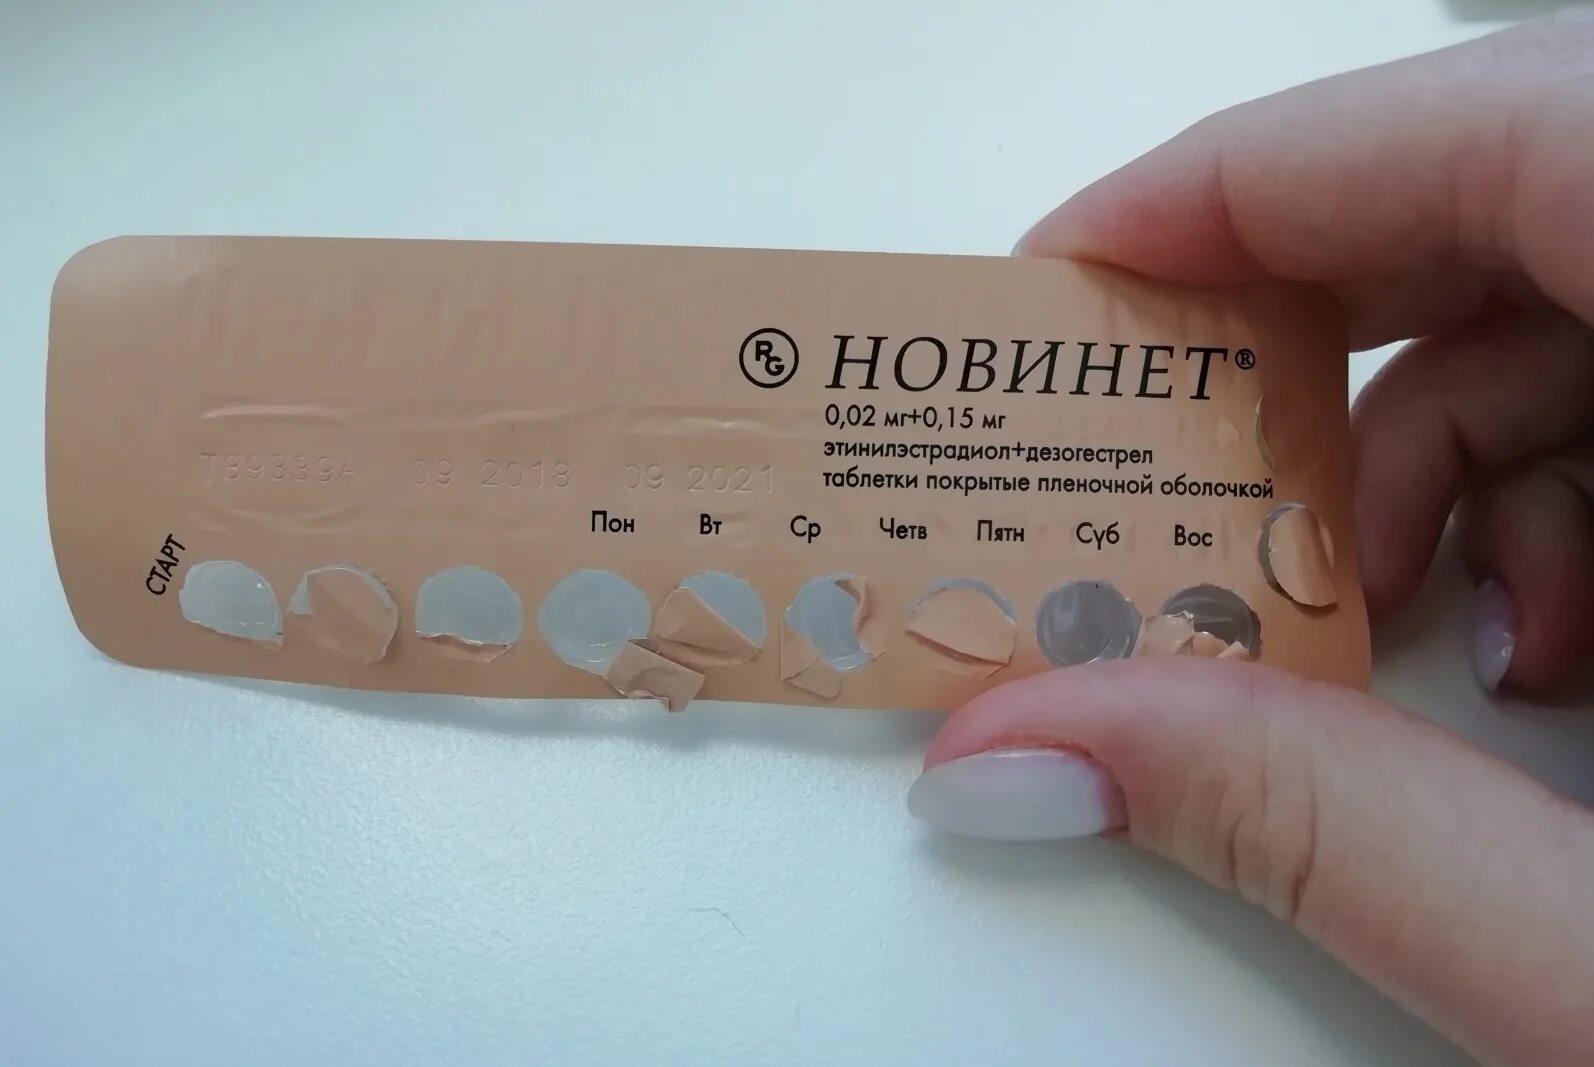 RG НОВИНЕТ®
0,02 мг+0,15 мг
этинилэстрадиол+дезогестрел
таблетки покрытые пленочной оболочкой
T39339A 09 2018 09 2021
Пон Вт Ср Четв Пятн Суб Вос
СТАРТ